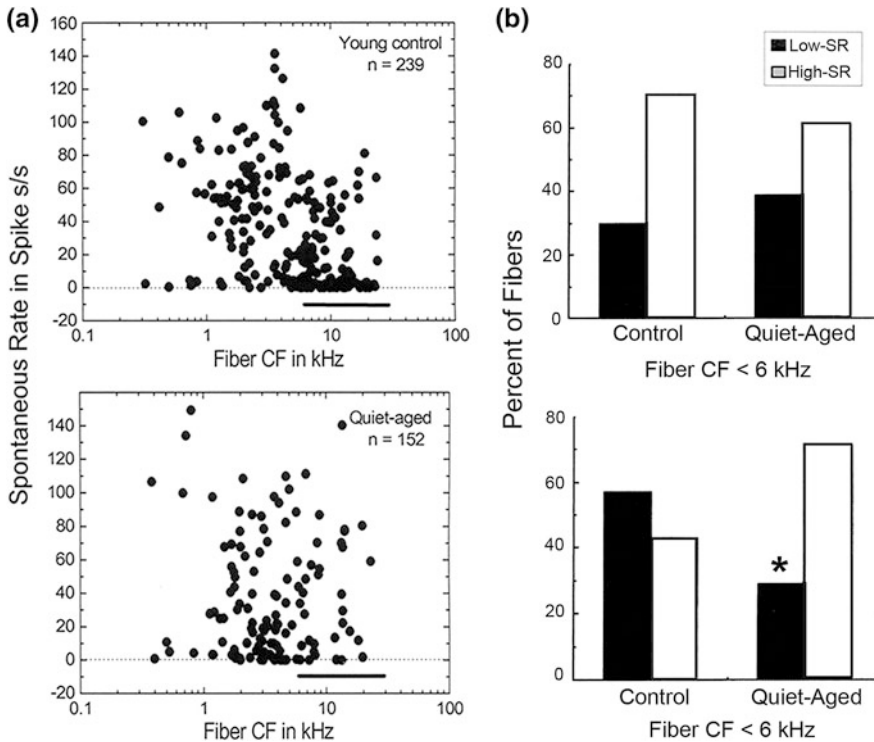 (a)
Spontaneous Rate in Spike s/s
160
140
120
100
80
60
40
20
0
-20
Young control
n = 239
0.1 1 10 100
Fiber CF in kHz
140
120
100
80
60
40
20
0
-20
Quiet-aged
n = 152
0.1 1 10 100
Fiber CF in kHz
(b)
Percent of Fibers
Low-SR
High-SR
80
60
40
20
0
Control Quiet-Aged
Fiber CF < 6 kHz
80
60
40
20
0
*
Control Quiet-Aged
Fiber CF < 6 kHz